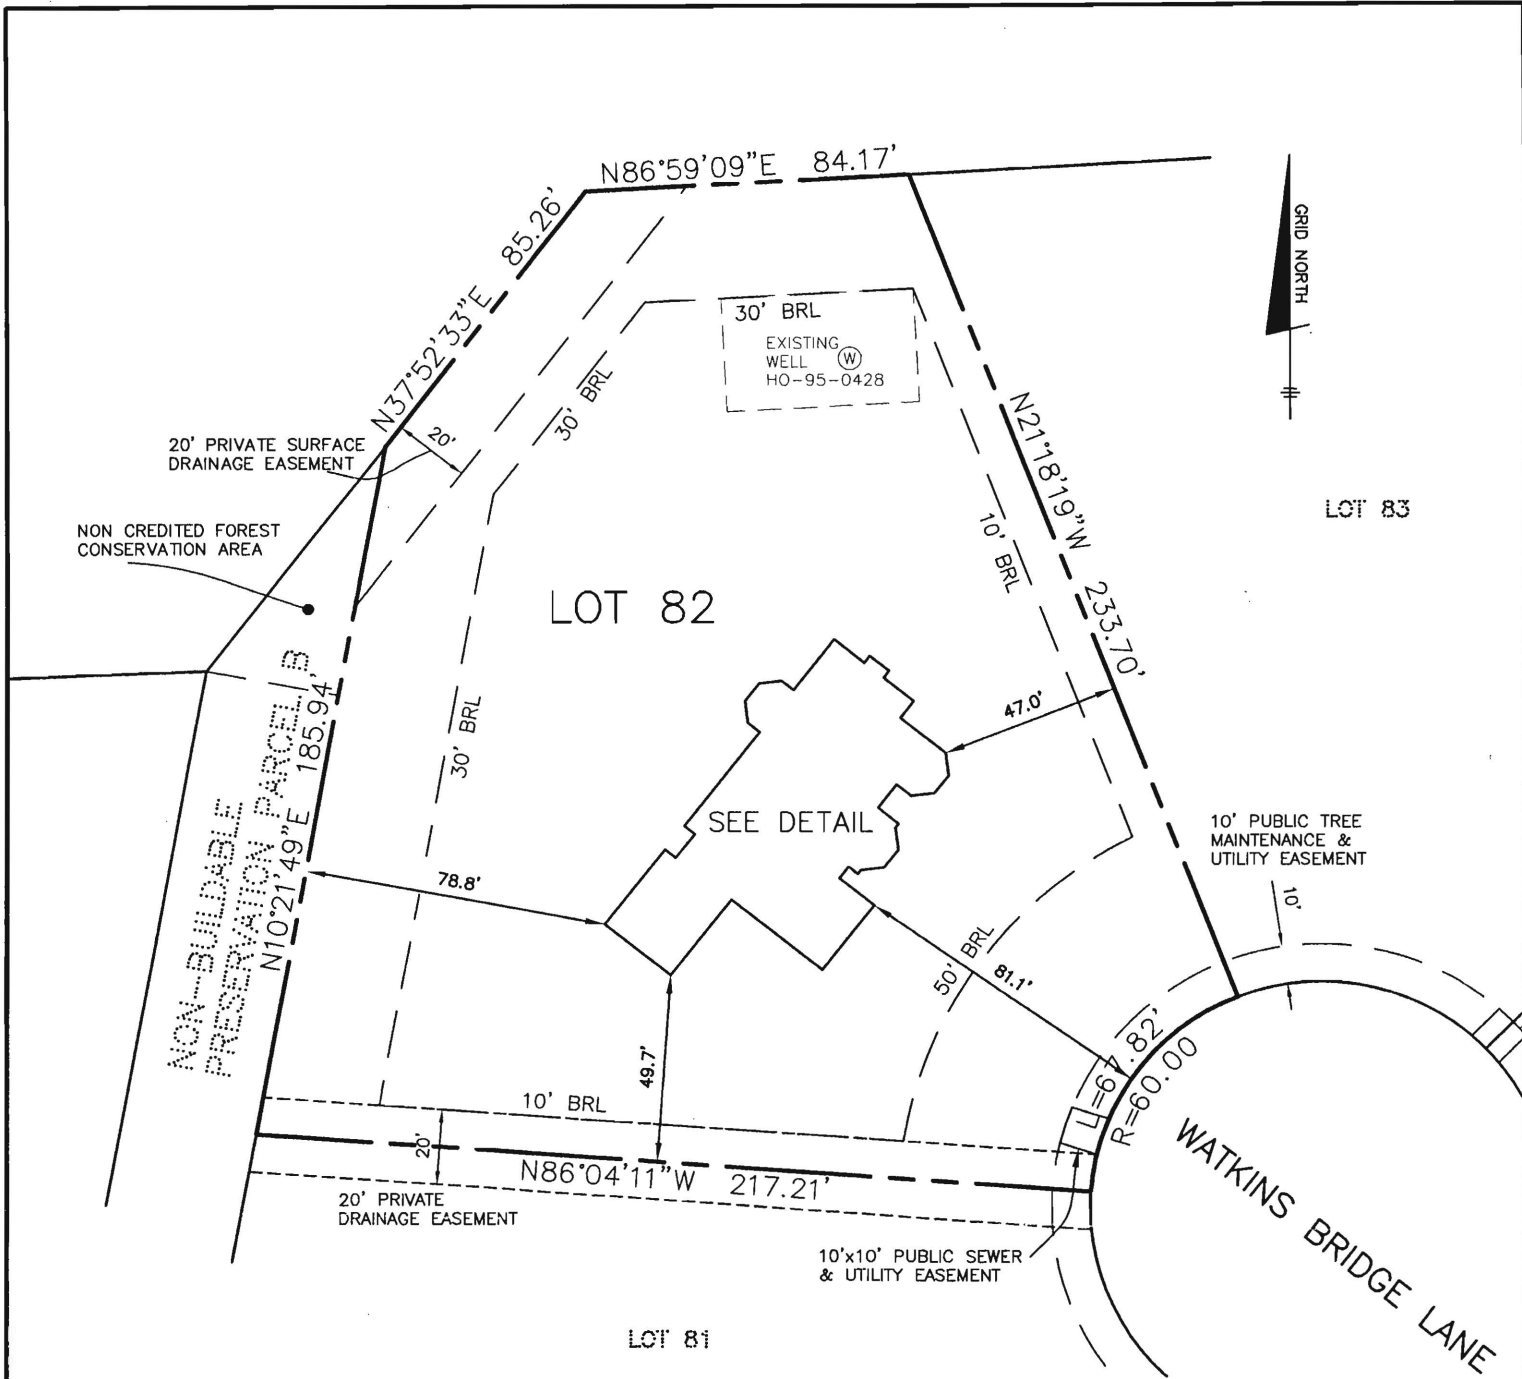 N86°59'09"E 84.17'
N37°52'33"E 85.26'
GRID NORTH
30' BRL
EXISTING
WELL W
HO-95-0428
30' BRL
20'
20' PRIVATE SURFACE
DRAINAGE EASEMENT
N21°18'19"W 233.70'
LOT 83
NON CREDITED FOREST
CONSERVATION AREA
10' BRL
LOT 82
47.0'
30' BRL
NON-BUILDABLE
PRESERVATION PARCEL B
N10°21'49"E 185.94'
SEE DETAIL
10' PUBLIC TREE
MAINTENANCE &
UTILITY EASEMENT
10'
78.8'
50' BRL
81.1'
49.7'
L=67.82'
R=60.00
10' BRL
20'
N86°04'11"W 217.21'
20' PRIVATE
DRAINAGE EASEMENT
10'x10' PUBLIC SEWER
& UTILITY EASEMENT
WATKINS BRIDGE LANE
LOT 81